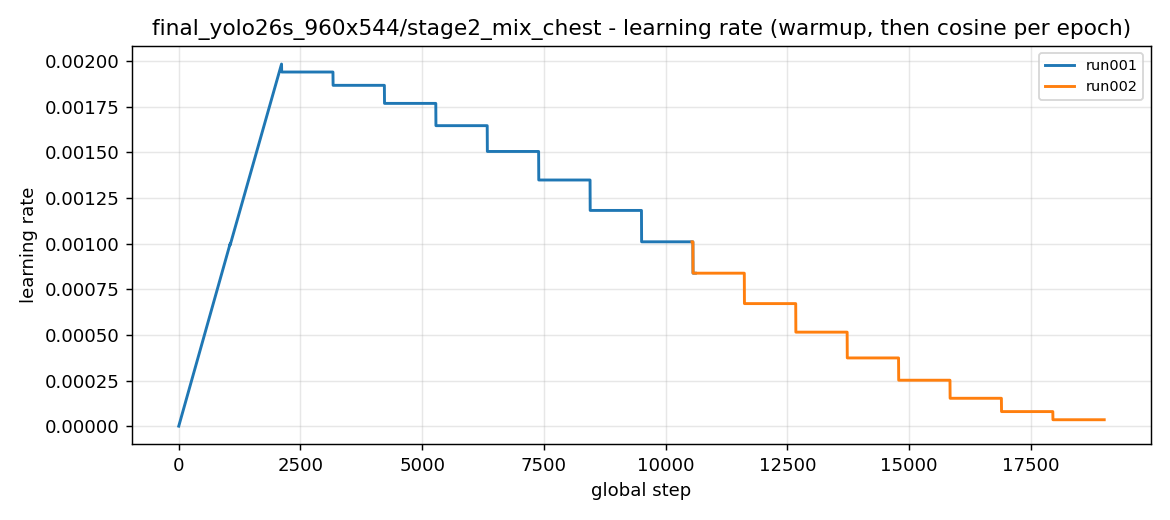 final_yolo26s_960x544/stage2_mix_chest - learning rate (warmup, then cosine per epoch)
run001
run002
0.00200
0.00175
0.00150
0.00125
0.00100
0.00075
0.00050
0.00025
0.00000
learning rate
0 2500 5000 7500 10000 12500 15000 17500
global step